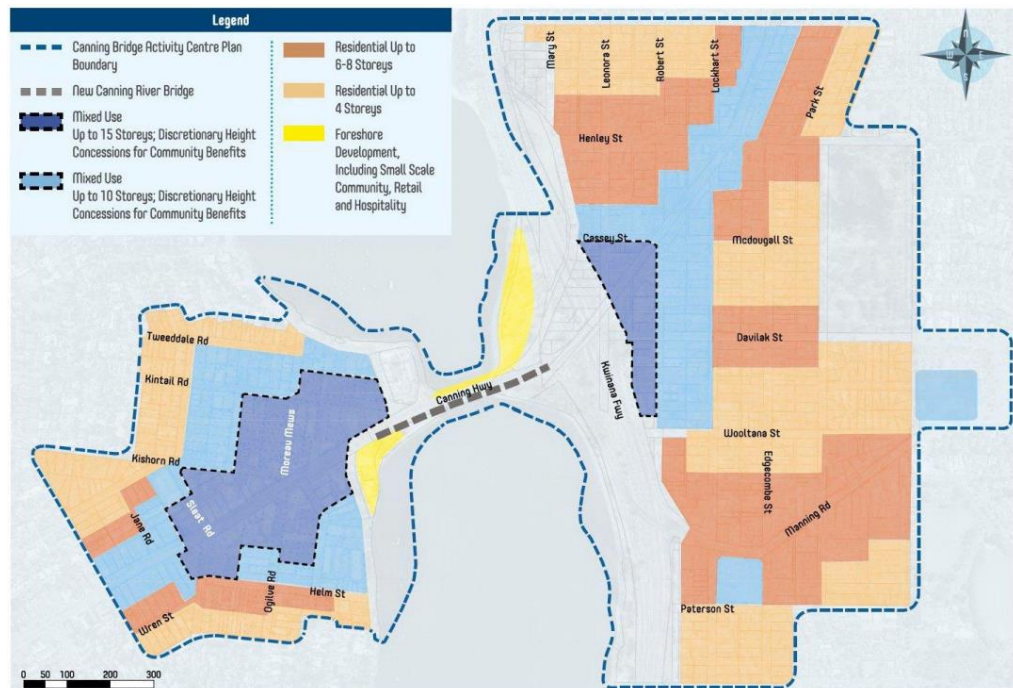 Legend
Canning Bridge Activity Centre Plan
Boundary
New Canning River Bridge
Mixed Use
Up to 15 Storeys; Discretionary Height
Concessions for Community Benefits
Mixed Use
Up to 10 Storeys; Discretionary Height
Concessions for Community Benefits
Residential Up to
6-8 Storeys
Residential Up to
4 Storeys
Foreshore
Development,
Including Small Scale
Community, Retail
and Hospitality
Mary St
Leonora St
Robert St
Lockhart St
Park St
Henley St
Cassey St
Mcdougall St
Davilak St
Kwinana Fwy
Canning Hwy
Wooltana St
Edgecombe St
Manning Rd
Paterson St
Tweeddale Rd
Kintail Rd
Moreau Mews
Kishorn Rd
Sleat Rd
Jane Rd
Ogilve Rd
Helm St
Wren St
0 50 100 200 300